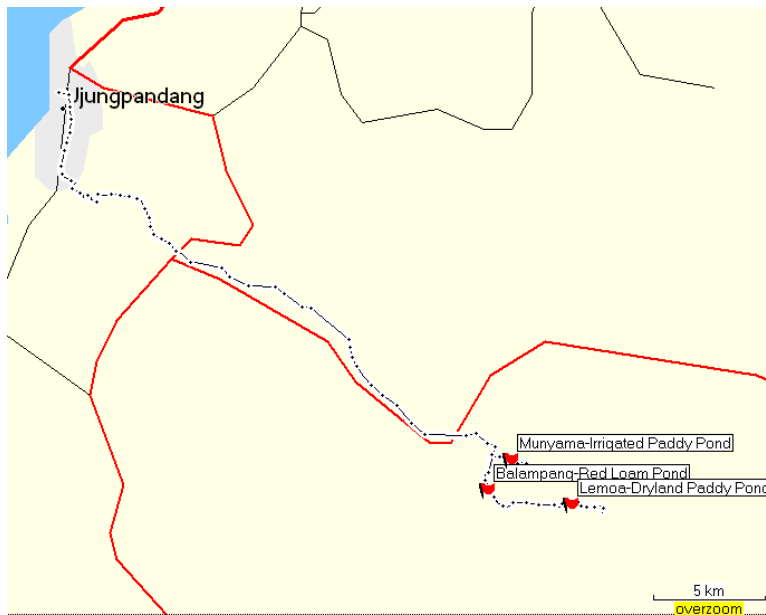 Ujungpandang
Munyama-Irrigated Paddy Pond
Balampang-Red Loam Pond
Lemoa-Dryland Paddy Pond
5 km
overzoom